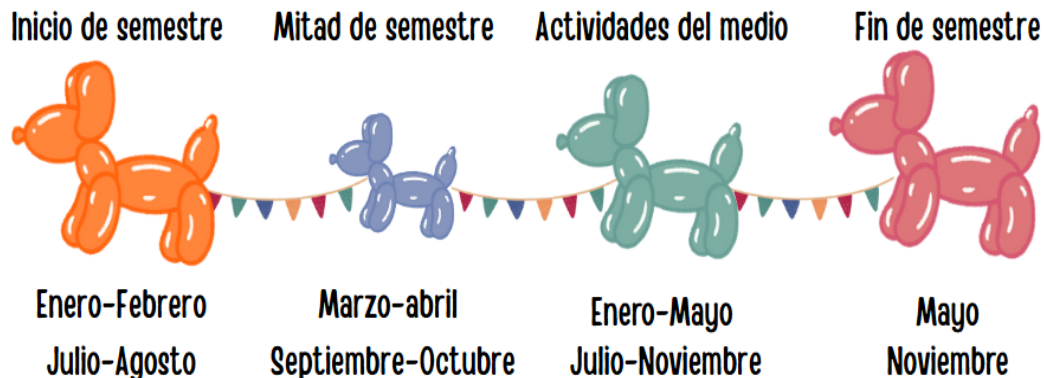 Inicio de semestre
Mitad de semestre
Actividades del medio
Fin de semestre
Enero-Febrero
Julio-Agosto
Marzo-abril
Septiembre-Octubre
Enero-Mayo
Julio-Noviembre
Mayo
Noviembre